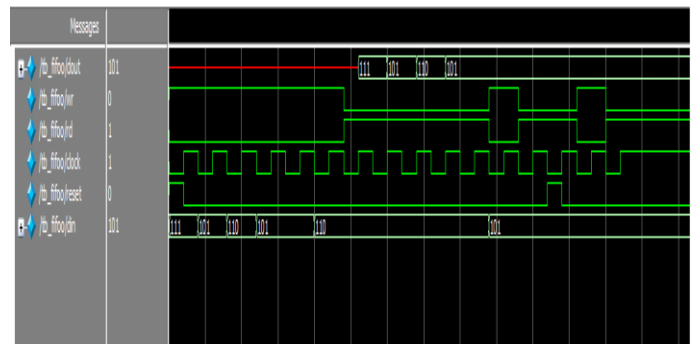 Messages
/tb_fifoo/dout 101 111 101 110 101
/tb_fifoo/wr 0
/tb_fifoo/rd 1
/tb_fifoo/clock 1
/tb_fifoo/reset 0
/tb_fifoo/din 101 111 101 110 101 110 101